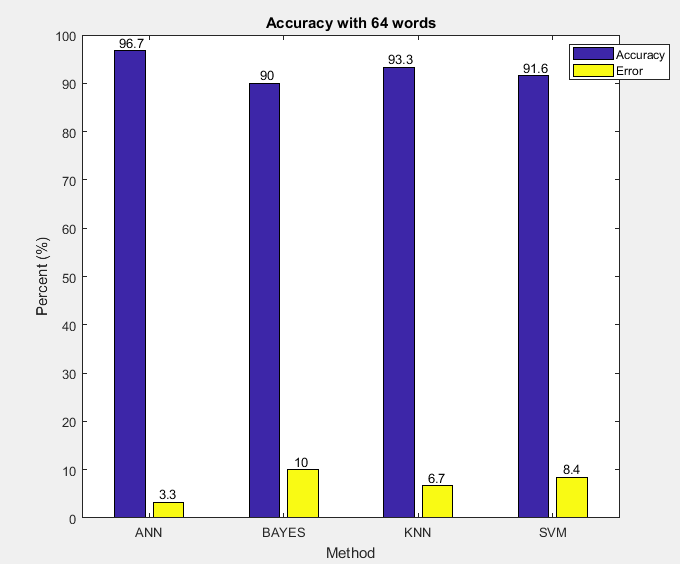 Accuracy with 64 words
Accuracy
Error
Percent (%)
100
90
80
70
60
50
40
30
20
10
0
96.7
3.3
90
10
93.3
6.7
91.6
8.4
ANN
BAYES
KNN
SVM
Method